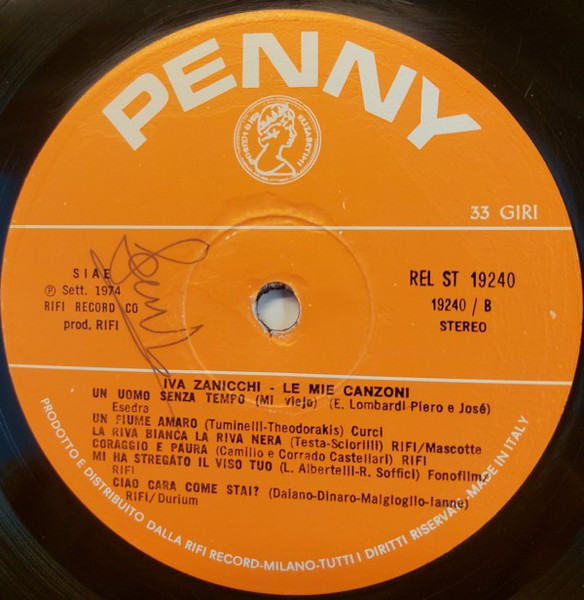 PENNY
33 GIRI
SIAE
Ⓟ Sett. 1974
RIFI RECORD CO
prod. RIFI
REL ST 19240
19240 / B
STEREO
IVA ZANICCHI - LE MIE CANZONI
UN UOMO SENZA TEMPO (Mi viejo) (E. Lombardi Piero e José)
Esedra
UN FIUME AMARO (Tuminelli-Theodorakis) Curci
LA RIVA BIANCA LA RIVA NERA (Testa-Sciorilli) RIFI/Mascotte
CORAGGIO E PAURA (Camillo e Corrado Castellari) RIFI
MI HA STREGATO IL VISO TUO (L. Albertelli-R. Soffici) Fonofilmz
RIFI
CIAO CARA COME STAI? (Daiano-Dinaro-Malgioglio-Ianne)
RIFI/Durium
PRODOTTO E DISTRIBUITO DALLA RIFI RECORD-MILANO-TUTTI I DIRITTI RISERVATI-MADE IN ITALY